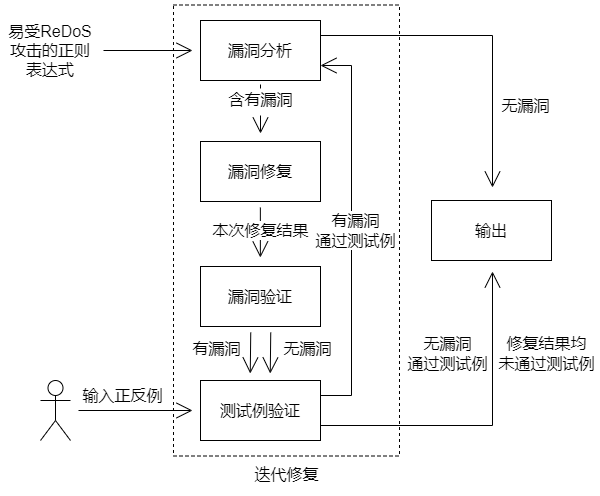 易受ReDoS
攻击的正则
表达式
漏洞分析
含有漏洞
无漏洞
漏洞修复
本次修复结果
有漏洞
通过测试例
输出
漏洞验证
有漏洞
无漏洞
无漏洞
通过测试例
修复结果均
未通过测试例
输入正反例
测试例验证
迭代修复